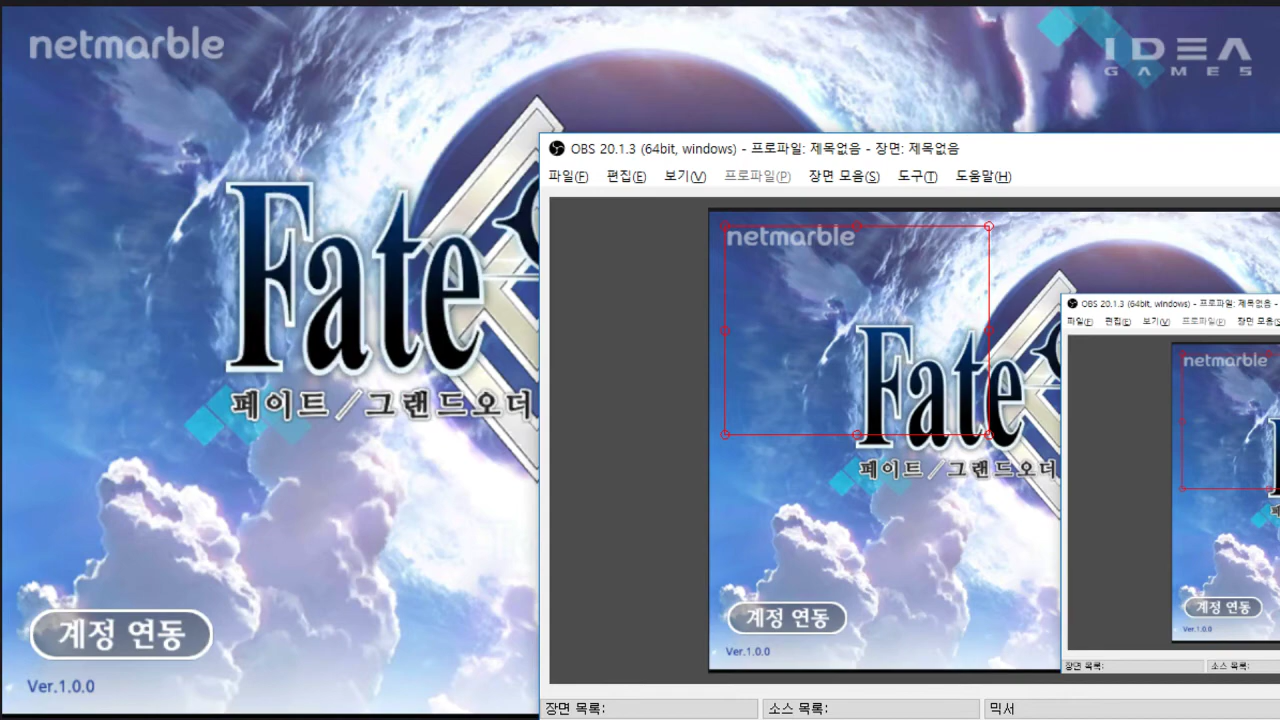 netmarble
IDEA
GAMES
Fate
페이트/그랜드오더
계정 연동
Ver.1.0.0
OBS 20.1.3 (64bit, windows) - 프로파일: 제목없음 - 장면: 제목없음
파일(F) 편집(E) 보기(V) 프로파일(P) 장면 모음(S) 도구(T) 도움말(H)
netmarble
Fate
페이트/그랜드오더
계정 연동
Ver.1.0.0
OBS 20.1.3 (64bit, windows) - 프로파일: 제목없음 -
파일(F) 편집(E) 보기(V) 프로파일(P) 장면 모음(S
netmarble
계정 연동
Ver.1.0.0
장면 목록: 소스 목록:
장면 목록: 소스 목록: 믹서